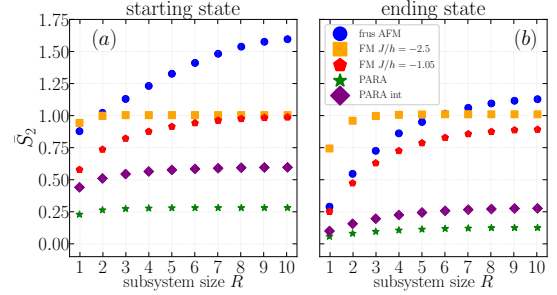 starting state
ending state
1.75
1.50
1.25
1.00
0.75
0.50
0.25
0.00
S̄₂
(a)
(b)
frus AFM
FM J/h = −2.5
FM J/h = −1.05
PARA
PARA int
1 2 3 4 5 6 7 8 9 10
1 2 3 4 5 6 7 8 9 10
subsystem size R
subsystem size R